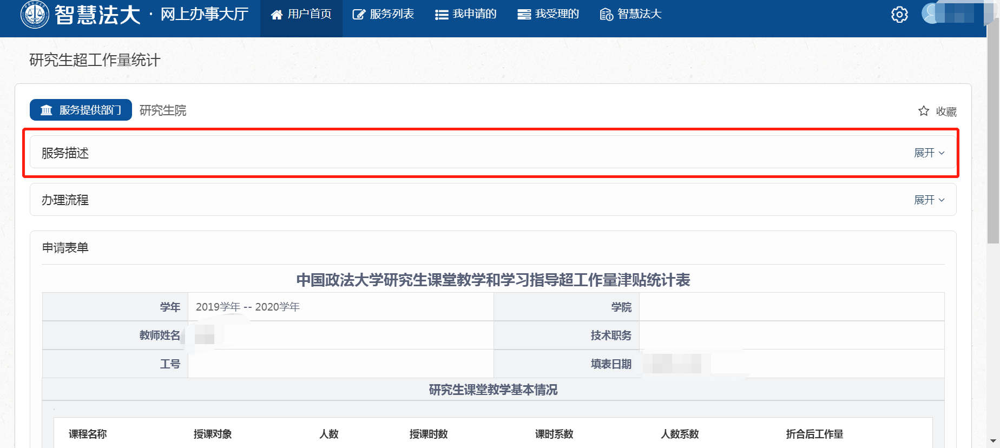 智慧法大 · 网上办事大厅 用户首页 服务列表 我申请的 我受理的 智慧法大
研究生超工作量统计
服务提供部门 研究生院 收藏
服务描述 展开
办理流程 展开
申请表单
中国政法大学研究生课堂教学和学习指导超工作量津贴统计表
学年 2019学年 -- 2020学年 学院
教师姓名 技术职务
工号 填表日期
研究生课堂教学基本情况
课程名称 授课对象 人数 授课时数 课时系数 人数系数 折合后工作量